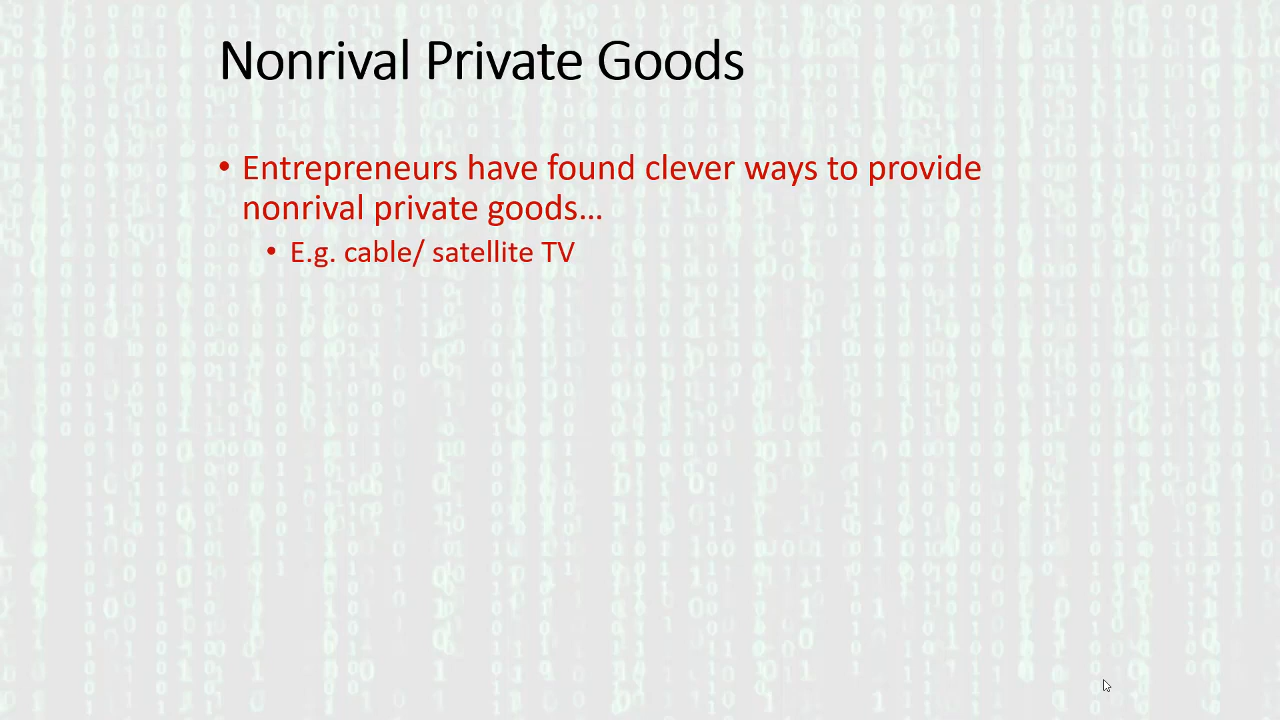 Nonrival Private Goods
• Entrepreneurs have found clever ways to provide
nonrival private goods…
• E.g. cable/ satellite TV